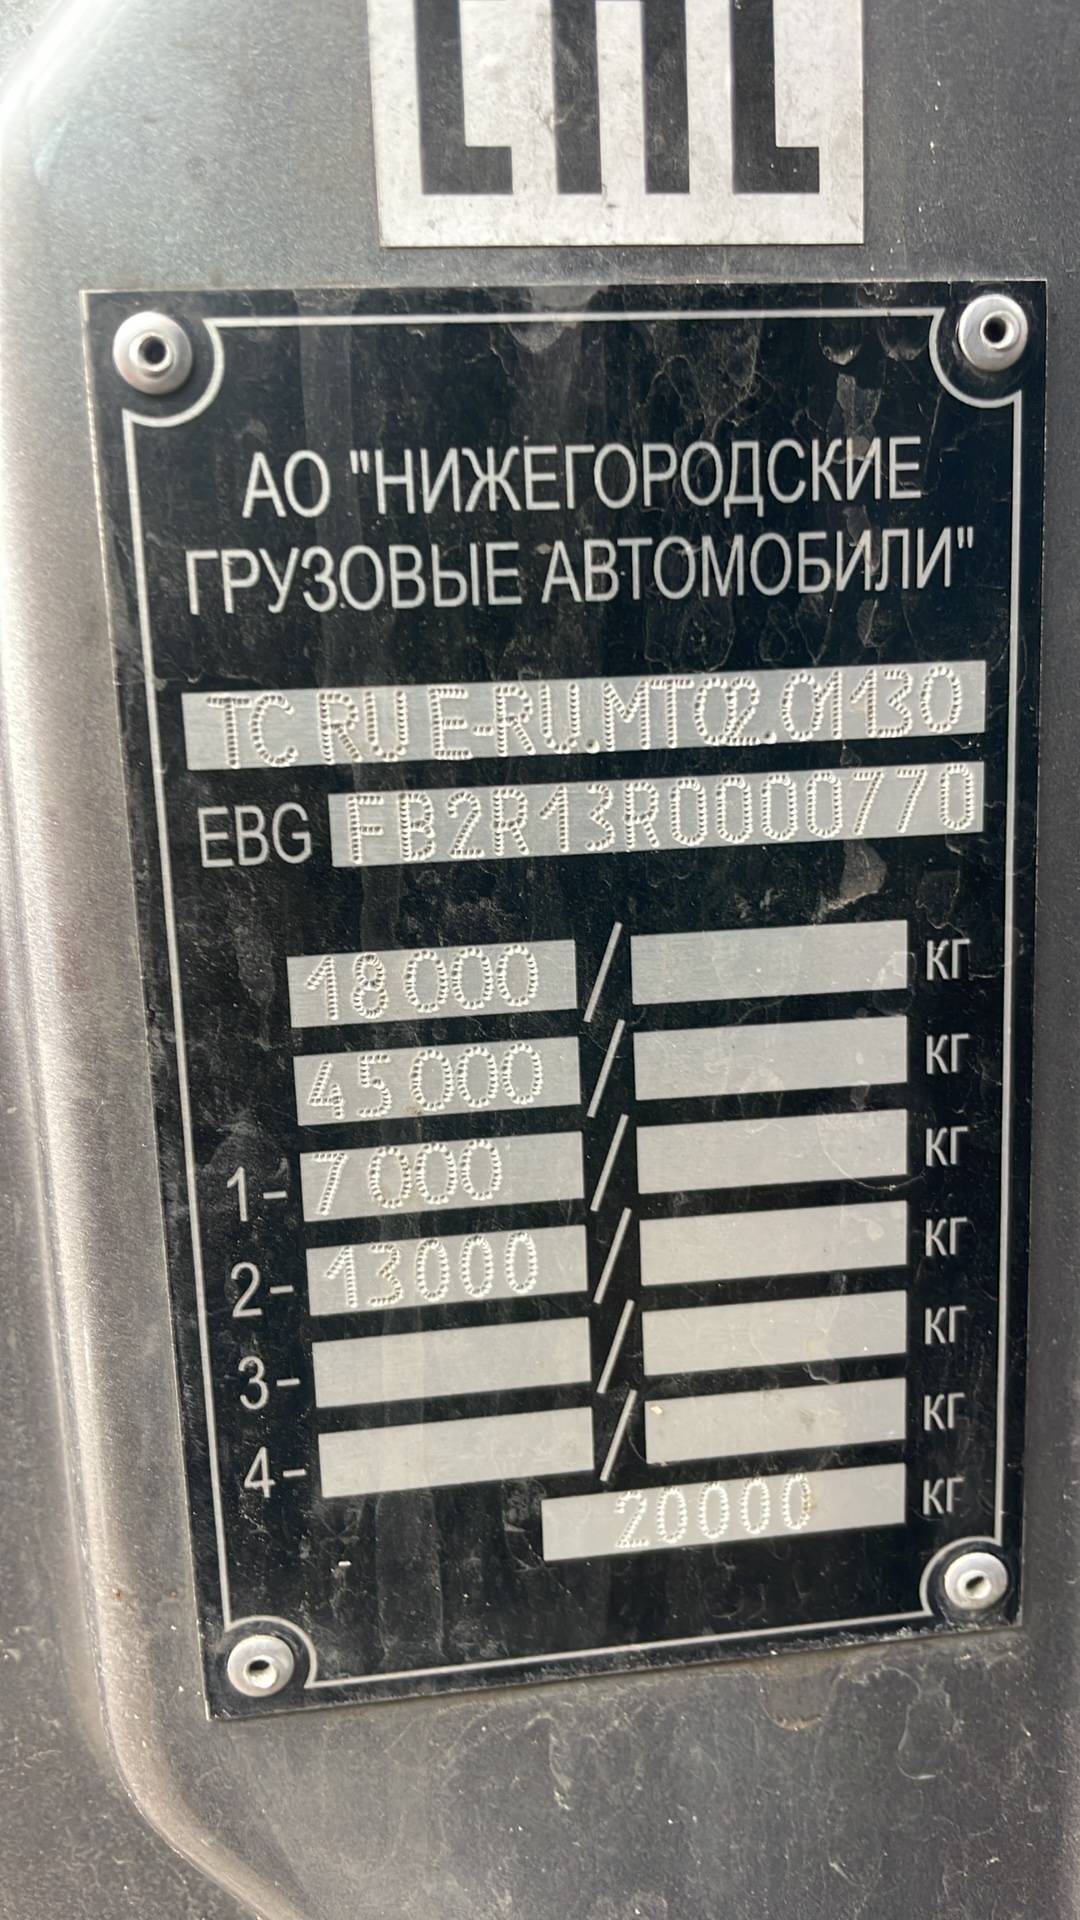 ЕАС
АО "НИЖЕГОРОДСКИЕ
ГРУЗОВЫЕ АВТОМОБИЛИ"
ТС RU E-RU.MT02.01130
EBG FB2R13R0000770
18000 / КГ
45000 / КГ
1- 7000 / КГ
2- 13000 / КГ
3- / КГ
4- / КГ
20000 КГ